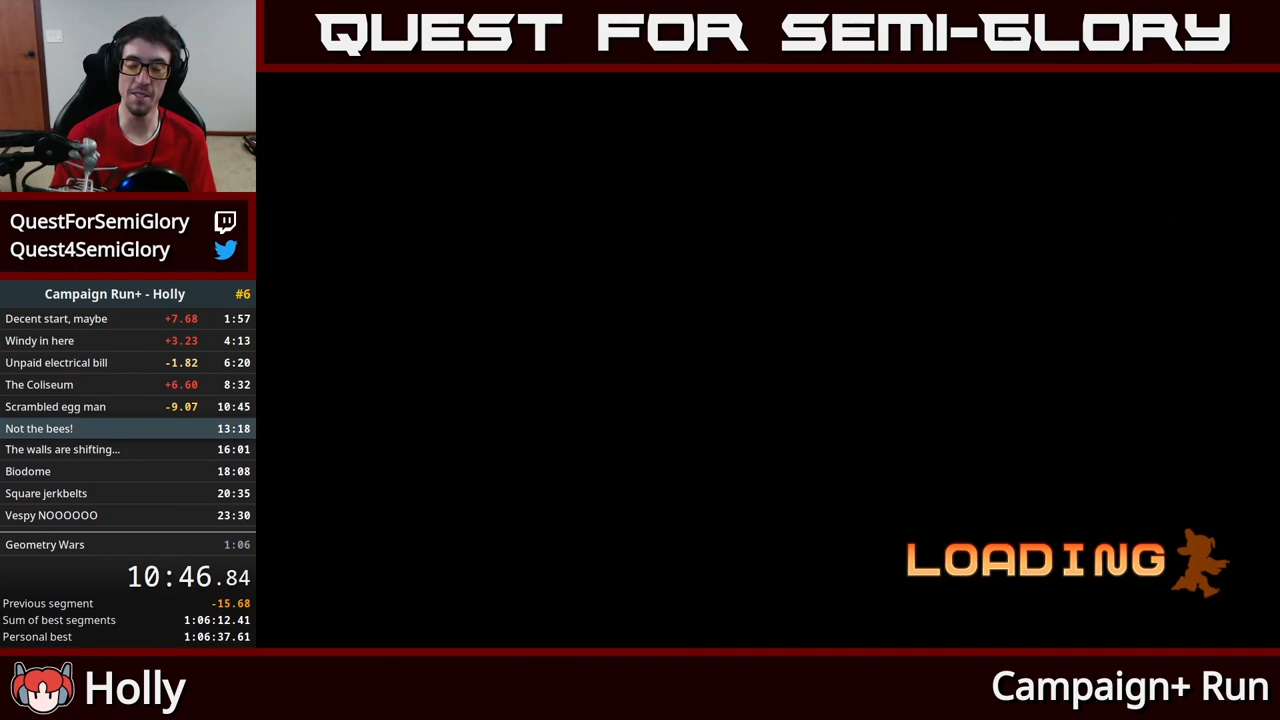 QUEST FOR SEMI-GLORY
QuestForSemiGlory
Quest4SemiGlory
Campaign Run+ - Holly #6
Decent start, maybe +7.68 1:57
Windy in here +3.23 4:13
Unpaid electrical bill -1.82 6:20
The Coliseum +6.60 8:32
Scrambled egg man -9.07 10:45
Not the bees! 13:18
The walls are shifting... 16:01
Biodome 18:08
Square jerkbelts 20:35
Vespy NOOOOOO 23:30
Geometry Wars 1:06
10:46.84
Previous segment -15.68
Sum of best segments 1:06:12.41
Personal best 1:06:37.61
LOADING
Holly
Campaign+ Run